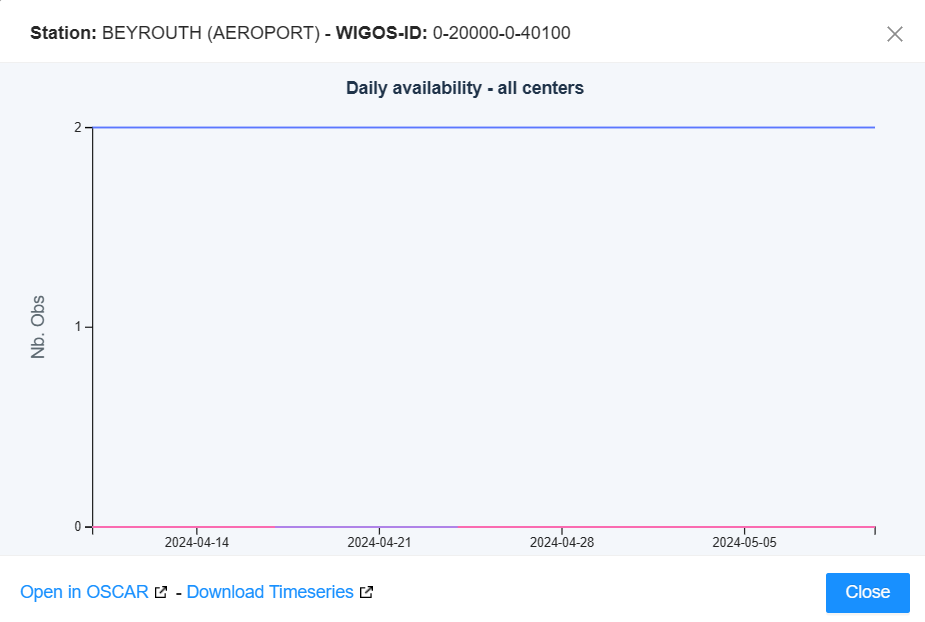 Station: BEYROUTH (AEROPORT) - WIGOS-ID: 0-20000-0-40100
Daily availability - all centers
2
1
0
Nb. Obs
2024-04-14 2024-04-21 2024-04-28 2024-05-05
Open in OSCAR - Download Timeseries
Close